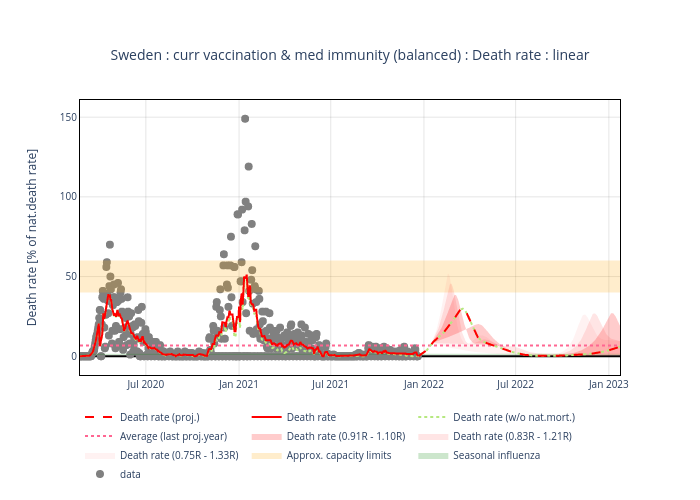 Sweden : curr vaccination & med immunity (balanced) : Death rate : linear
Death rate [% of nat.death rate]
150
100
50
0
Jul 2020 Jan 2021 Jul 2021 Jan 2022 Jul 2022 Jan 2023
Death rate (proj.) Death rate Death rate (w/o nat.mort.)
Average (last proj.year) Death rate (0.91R - 1.10R) Death rate (0.83R - 1.21R)
Death rate (0.75R - 1.33R) Approx. capacity limits Seasonal influenza
data